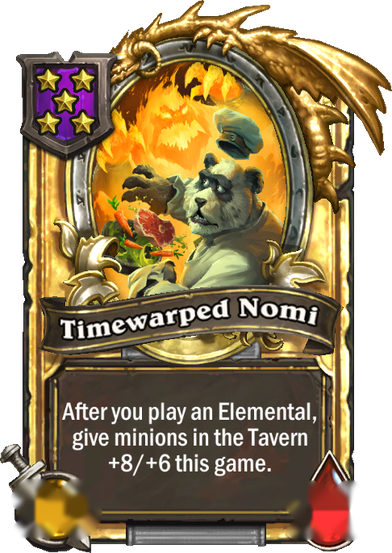 Timewarped Nomi
After you play an Elemental,
give minions in the Tavern
+8/+6 this game.